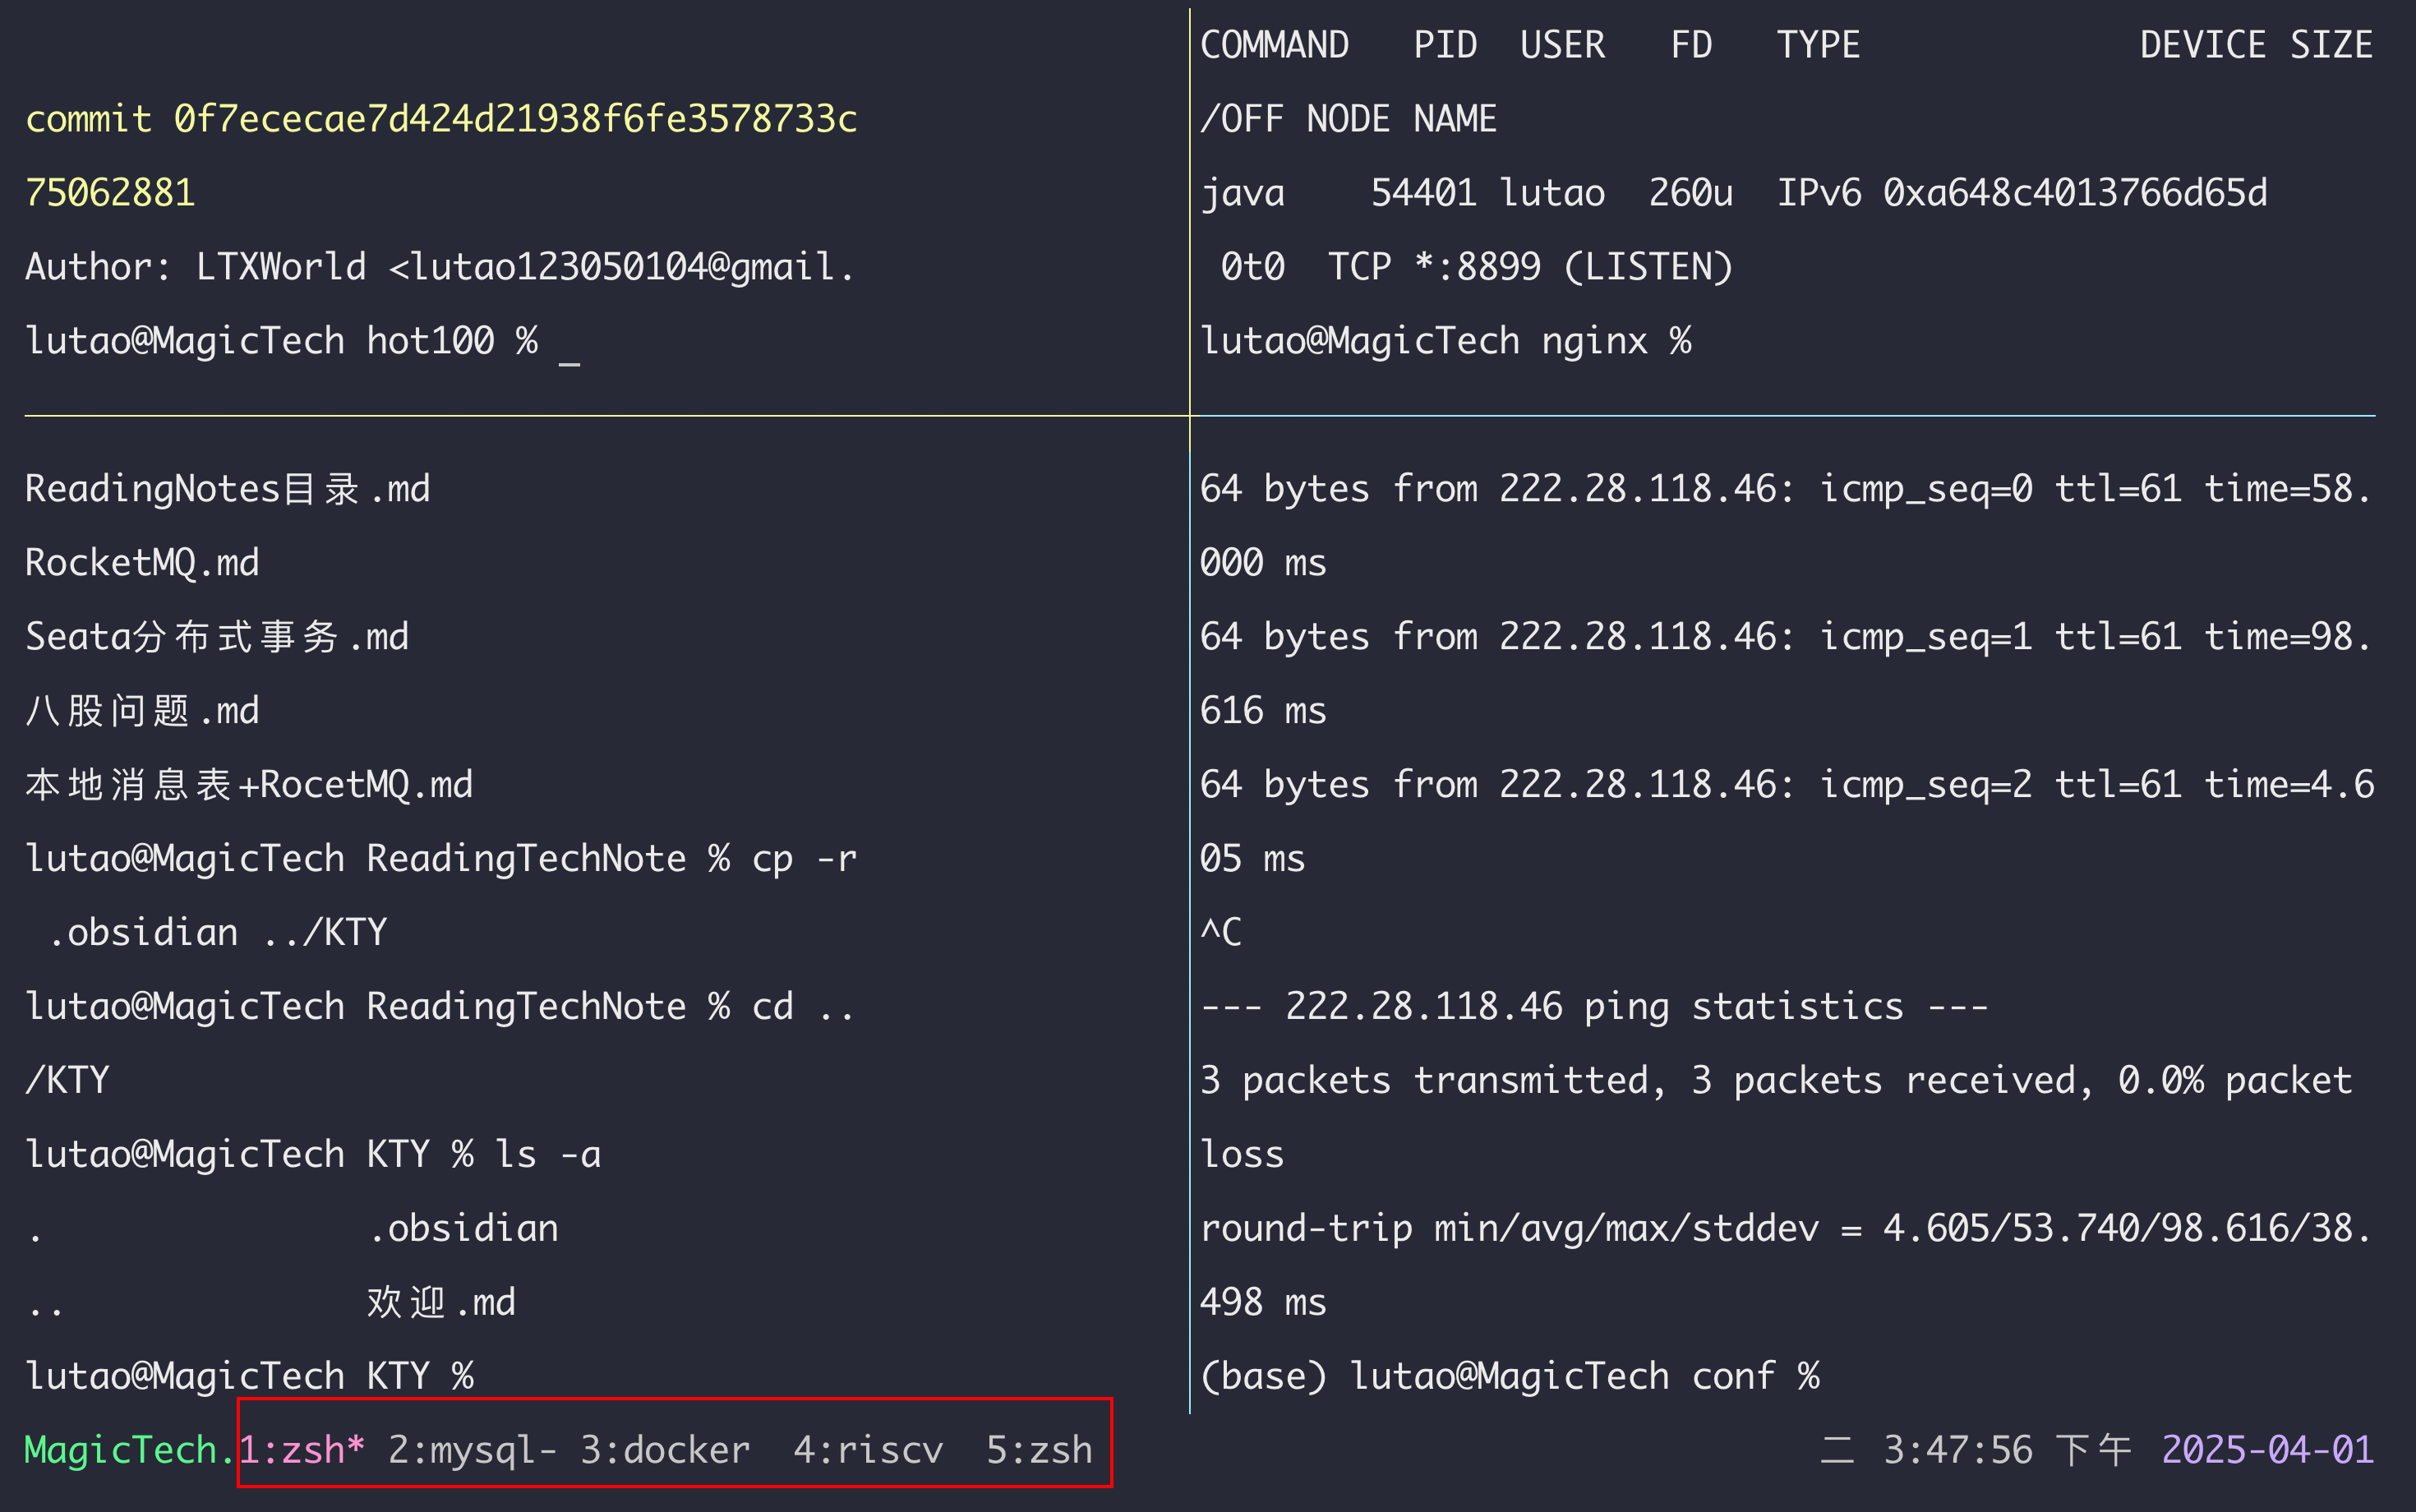 commit 0f7ececae7d424d21938f6fe3578733c
75062881
Author: LTXWorld <lutao123050104@gmail.
lutao@MagicTech hot100 % _
COMMAND   PID  USER   FD   TYPE             DEVICE SIZE
/OFF NODE NAME
java    54401 lutao  260u  IPv6 0xa648c4013766d65d
 0t0  TCP *:8899 (LISTEN)
lutao@MagicTech nginx %
ReadingNotes目录.md
RocketMQ.md
Seata分布式事务.md
八股问题.md
本地消息表+RocetMQ.md
lutao@MagicTech ReadingTechNote % cp -r
 .obsidian ../KTY
lutao@MagicTech ReadingTechNote % cd ..
/KTY
lutao@MagicTech KTY % ls -a
.               .obsidian
..              欢迎.md
lutao@MagicTech KTY %
64 bytes from 222.28.118.46: icmp_seq=0 ttl=61 time=58.
000 ms
64 bytes from 222.28.118.46: icmp_seq=1 ttl=61 time=98.
616 ms
64 bytes from 222.28.118.46: icmp_seq=2 ttl=61 time=4.6
05 ms
^C
--- 222.28.118.46 ping statistics ---
3 packets transmitted, 3 packets received, 0.0% packet
loss
round-trip min/avg/max/stddev = 4.605/53.740/98.616/38.
498 ms
(base) lutao@MagicTech conf %
MagicTech.1:zsh* 2:mysql- 3:docker  4:riscv  5:zsh 二 3:47:56 下午 2025-04-01